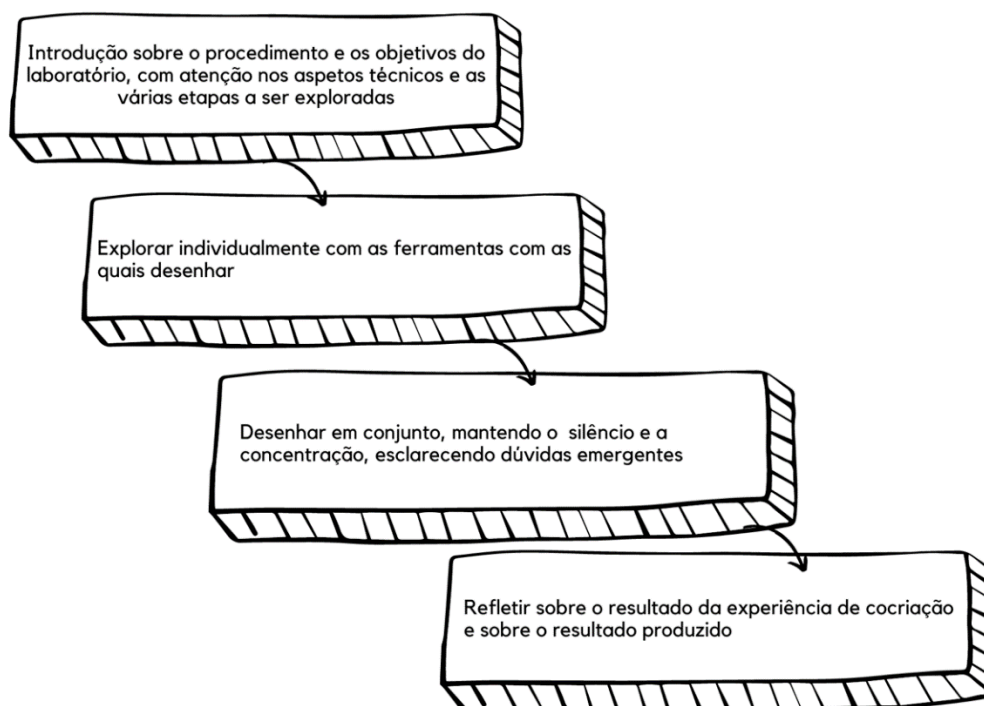 Introdução sobre o procedimento e os objetivos do
laboratório, com atenção nos aspetos técnicos e as
várias etapas a ser exploradas
Explorar individualmente com as ferramentas com as
quais desenhar
Desenhar em conjunto, mantendo o silêncio e a
concentração, esclarecendo dúvidas emergentes
Refletir sobre o resultado da experiência de cocriação
e sobre o resultado produzido